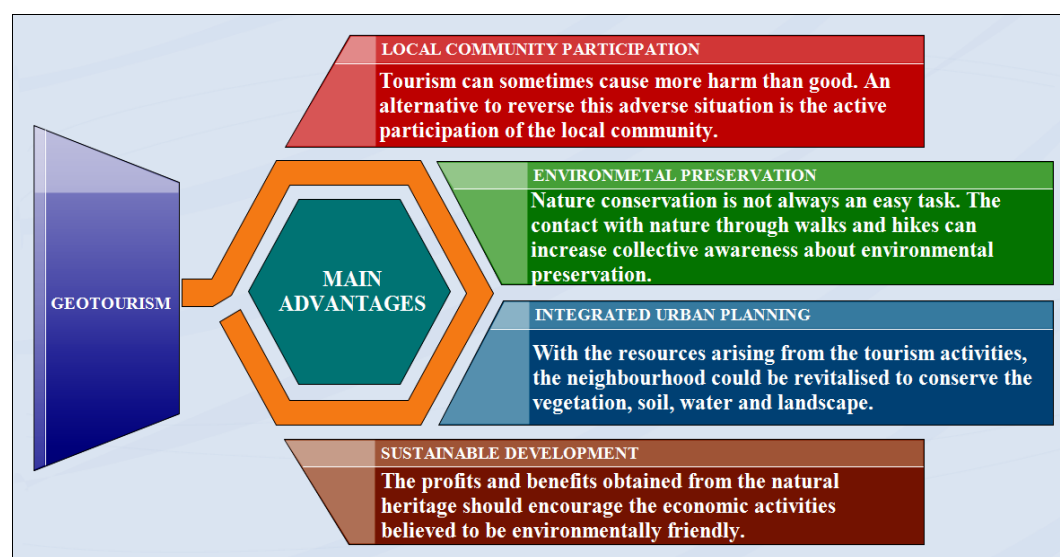 LOCAL COMMUNITY PARTICIPATION
Tourism can sometimes cause more harm than good. An
alternative to reverse this adverse situation is the active
participation of the local community.
ENVIRONMETAL PRESERVATION
Nature conservation is not always an easy task. The
contact with nature through walks and hikes can
increase collective awareness about environmental
preservation.
GEOTOURISM
MAIN
ADVANTAGES
INTEGRATED URBAN PLANNING
With the resources arising from the tourism activities,
the neighbourhood could be revitalised to conserve the
vegetation, soil, water and landscape.
SUSTAINABLE DEVELOPMENT
The profits and benefits obtained from the natural
heritage should encourage the economic activities
believed to be environmentally friendly.